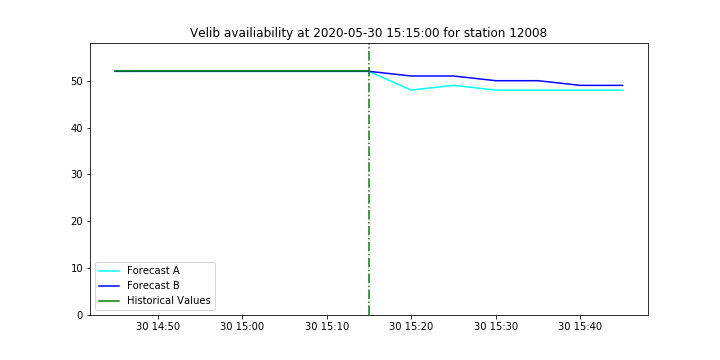 Velib availiability at 2020-05-30 15:15:00 for station 12008
50
40
30
20
10
0
Forecast A
Forecast B
Historical Values
30 14:50 30 15:00 30 15:10 30 15:20 30 15:30 30 15:40